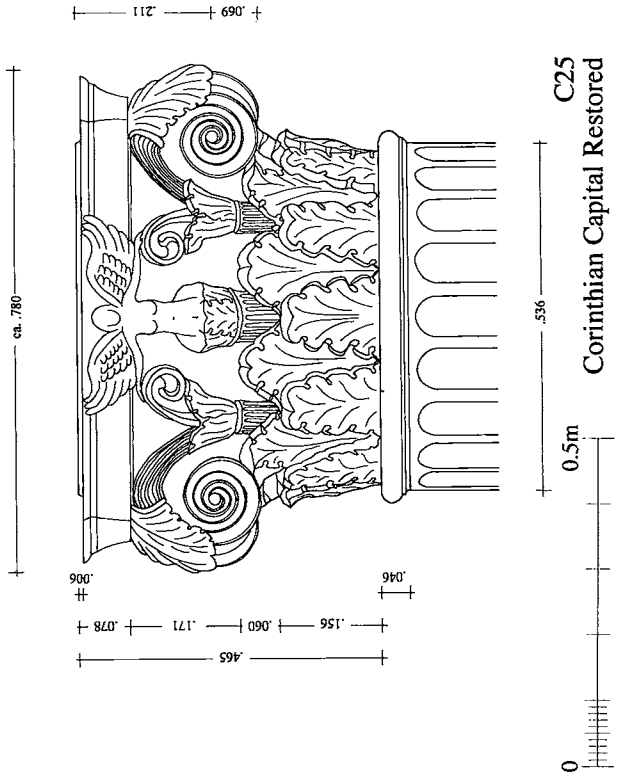 .211
.069
ca. .780
.006
.078
.171
.060
.156
.046
.465
.536
0
0.5m
C25
Corinthian Capital Restored